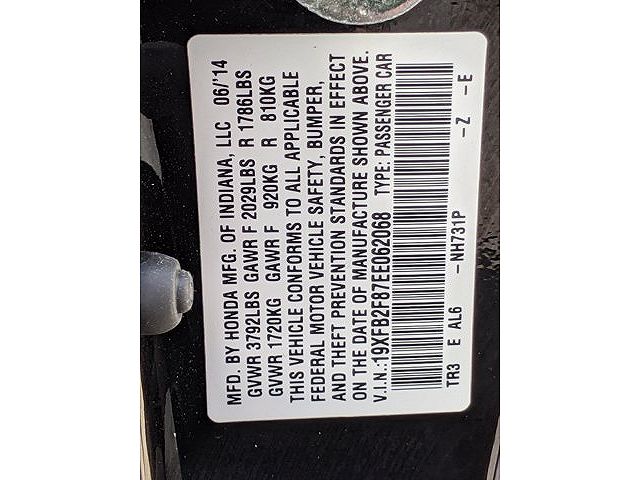 MFD. BY HONDA MFG. OF INDIANA, LLC 06/'14
GVWR 3792LBS GAWR F 2029LBS R 1786LBS
GVWR 1720KG GAWR F 920KG R 810KG
THIS VEHICLE CONFORMS TO ALL APPLICABLE
FEDERAL MOTOR VEHICLE SAFETY, BUMPER,
AND THEFT PREVENTION STANDARDS IN EFFECT
ON THE DATE OF MANUFACTURE SHOWN ABOVE.
V.I.N.:19XFB2F87EE062068 TYPE: PASSENGER CAR
TR3 E AL6 -NH731P -Z -E